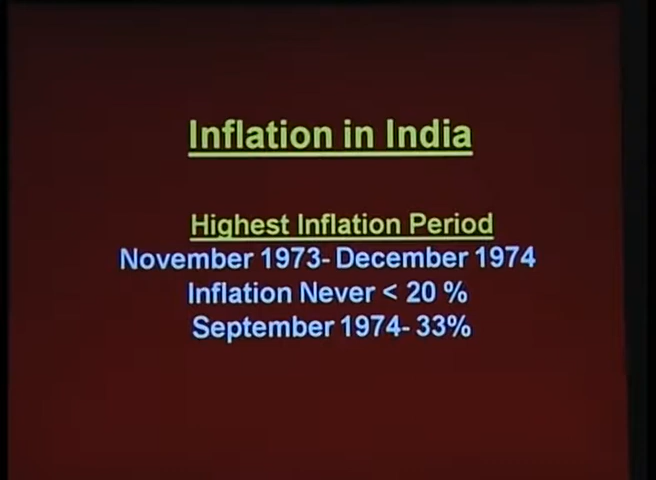 Inflation in India
Highest Inflation Period
November 1973- December 1974
Inflation Never < 20 %
September 1974- 33%